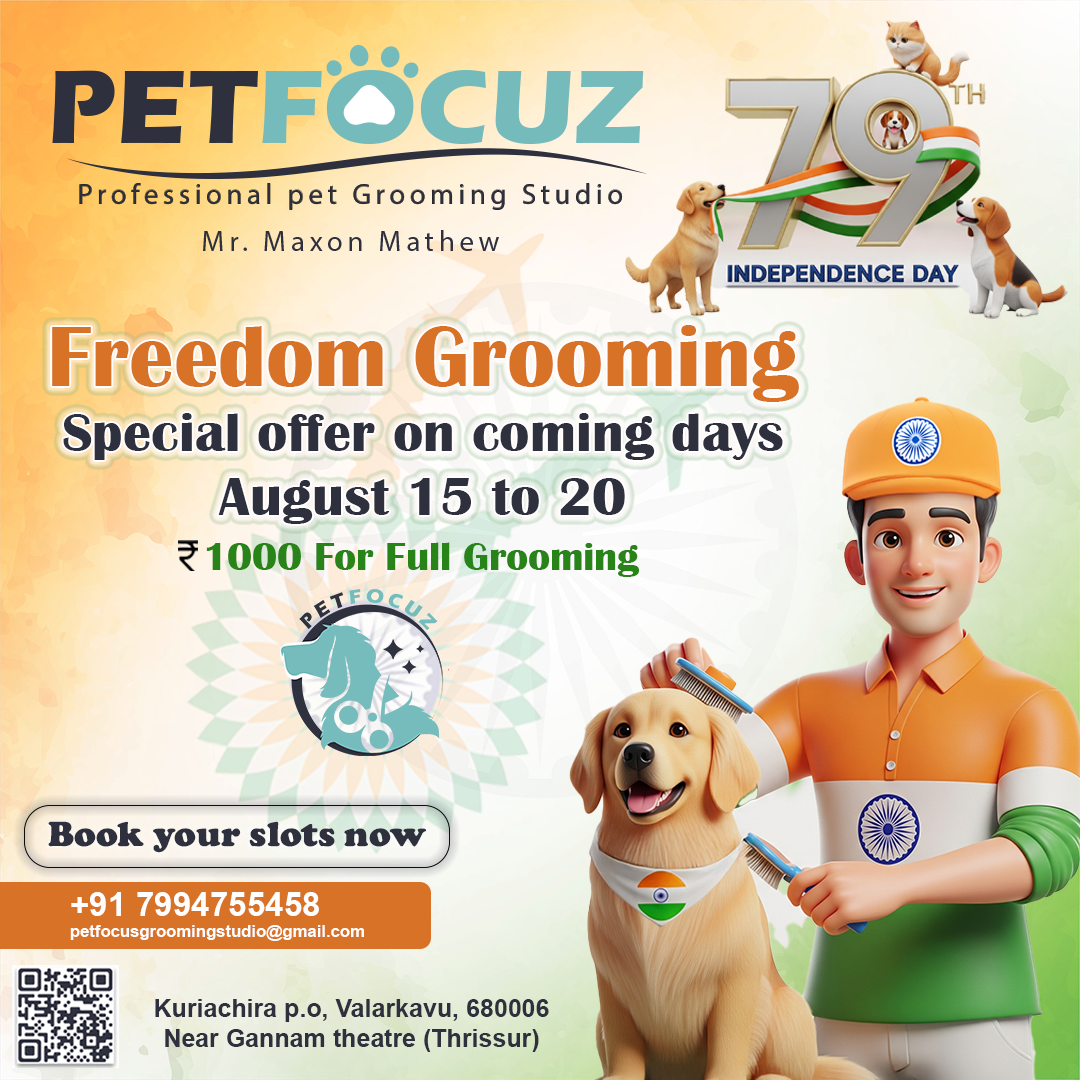 PETFOCUZ
Professional pet Grooming Studio
Mr. Maxon Mathew
79TH
INDEPENDENCE DAY
Freedom Grooming
Special offer on coming days
August 15 to 20
₹ 1000 For Full Grooming
PETFOCUZ
Book your slots now
+91 7994755458
petfocusgroomingstudio@gmail.com
Kuriachira p.o, Valarkavu, 680006
Near Gannam theatre (Thrissur)